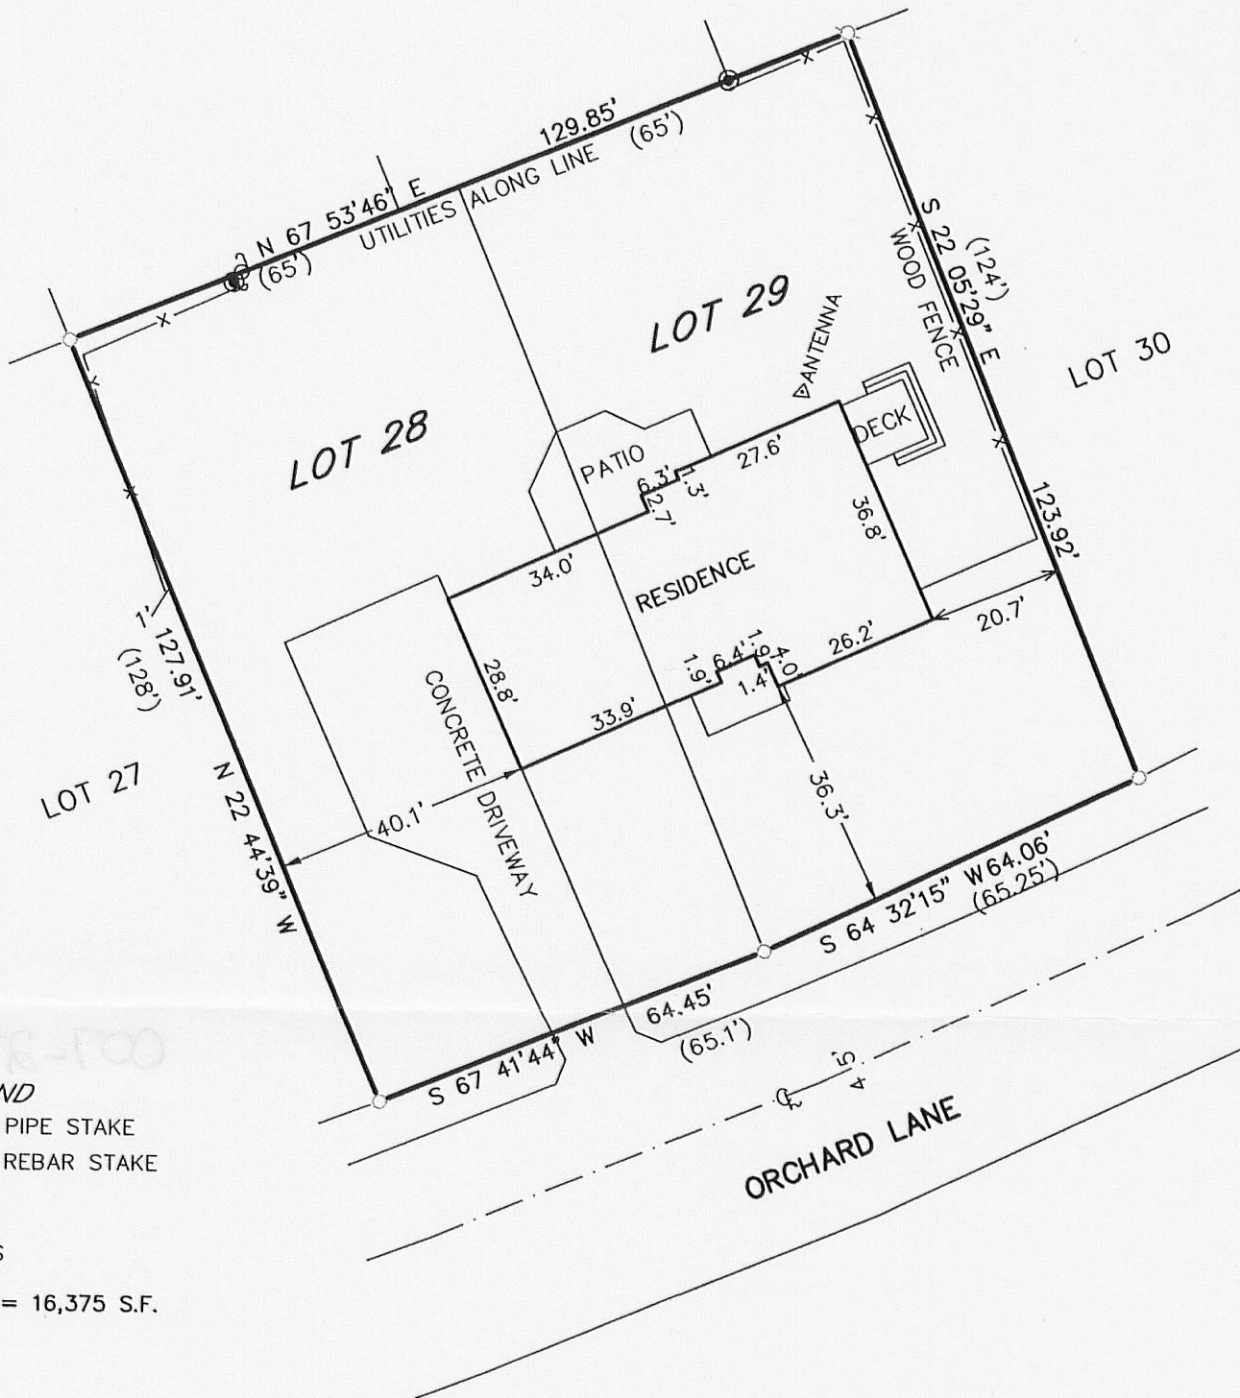 129.85'
(65')
N 67 53'46" E
UTILITIES ALONG LINE
(65')
S 22 05'29" E
(124')
WOOD FENCE
LOT 29
ANTENNA
LOT 30
LOT 28
DECK
PATIO
27.6'
6.3'
1.3'
2.7'
36.8'
123.92'
34.0'
RESIDENCE
1'
127.91'
(128')
20.7'
26.2'
1.9'
6.4'
4.0'
1.4'
28.8'
33.9'
CONCRETE DRIVEWAY
LOT 27
N 22 44'39" W
40.1'
36.3'
S 64 32'15" W 64.06'
(65.25')
64.45'
(65.1')
S 67 41'44" W
45
ORCHARD LANE
ND
PIPE STAKE
REBAR STAKE
S
= 16,375 S.F.